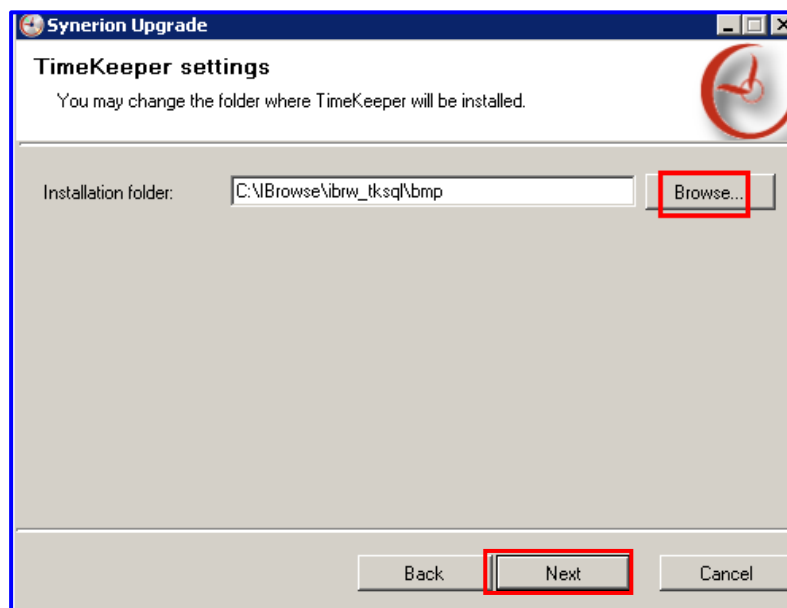 Synerion Upgrade
TimeKeeper settings
You may change the folder where TimeKeeper will be installed.
Installation folder: C:\IBrowse\ibrw_tksql\bmp Browse...
Back Next Cancel